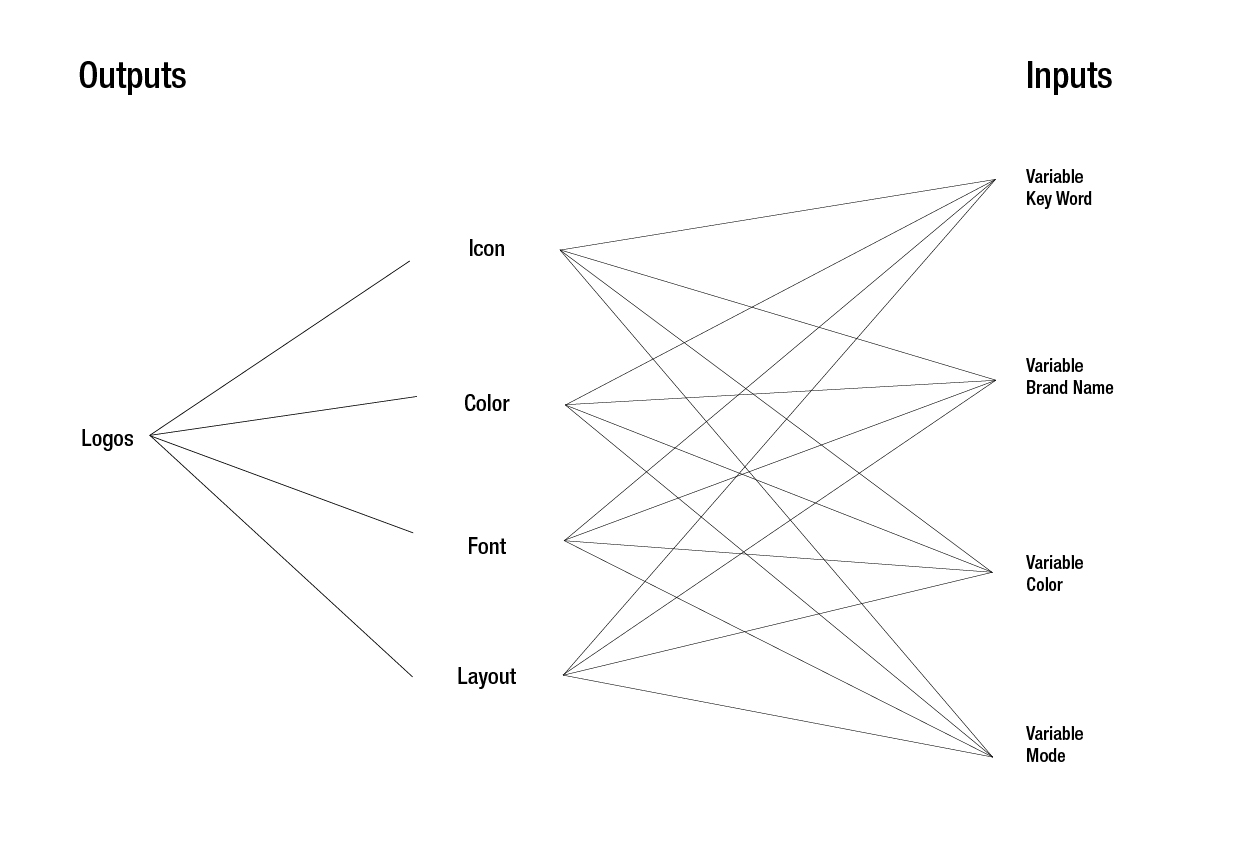 Outputs
Inputs
Variable
Key Word
Icon
Variable
Brand Name
Color
Logos
Font
Variable
Color
Layout
Variable
Mode